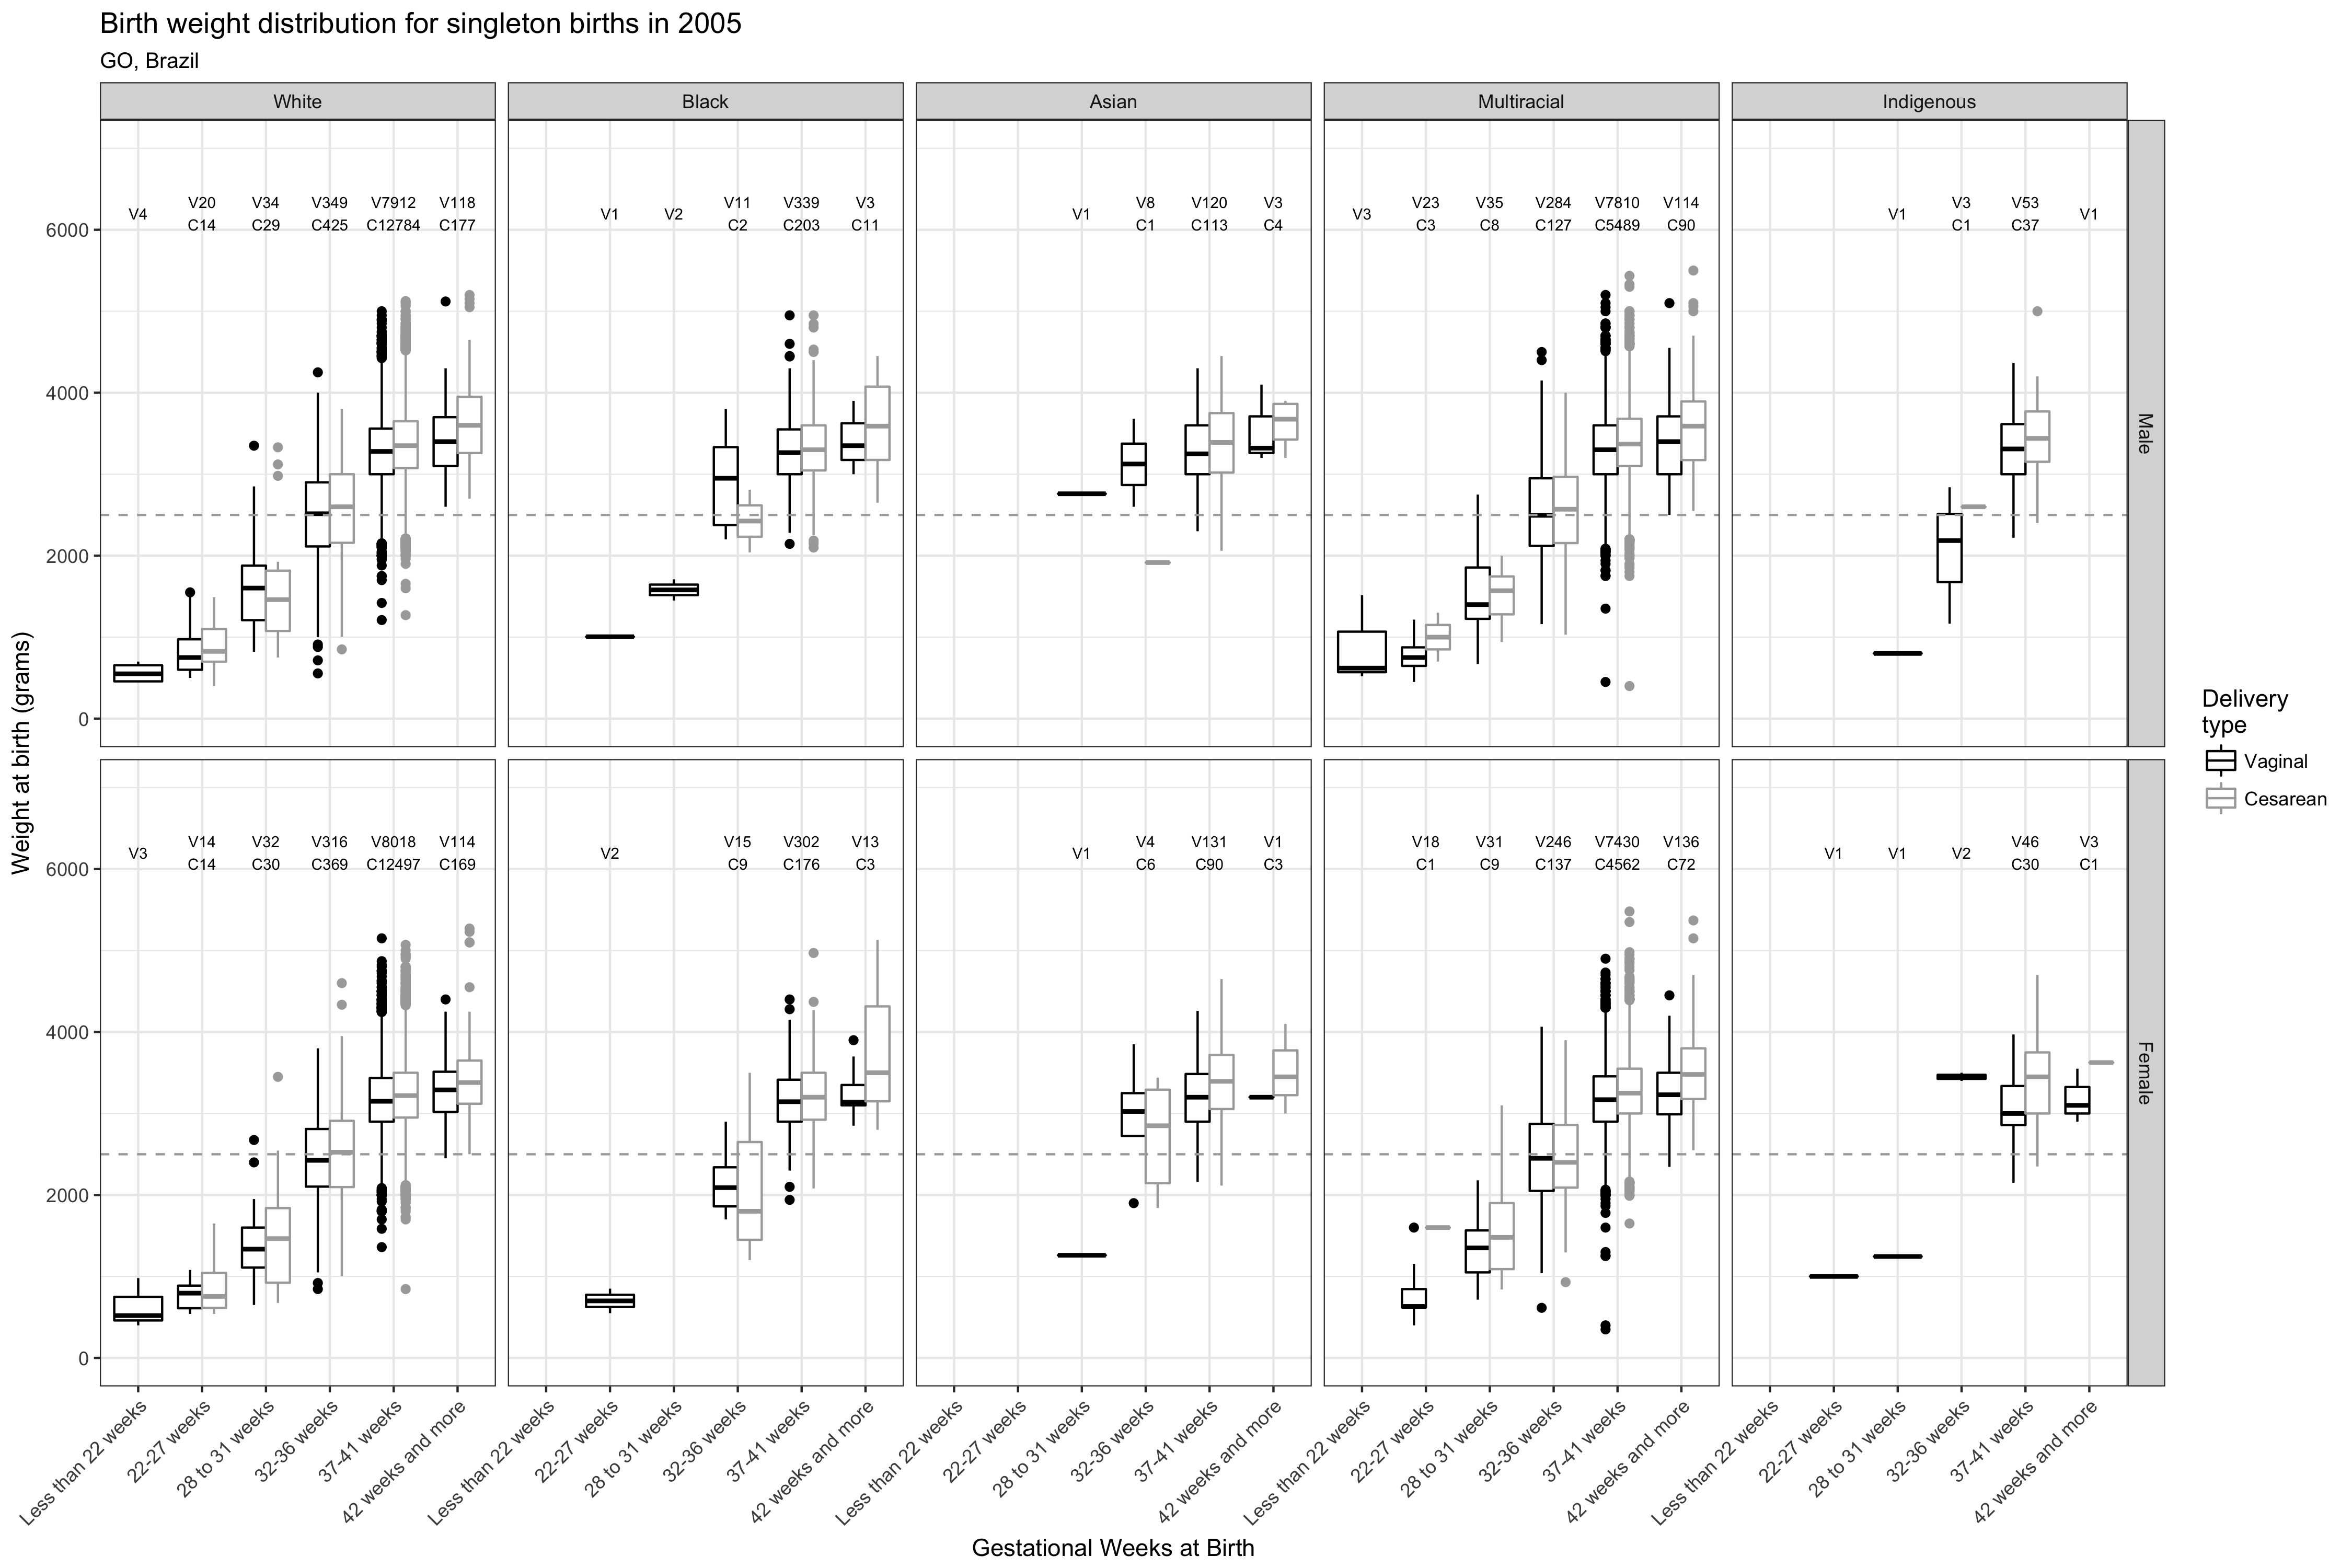 Birth weight distribution for singleton births in 2005
GO, Brazil
White Black Asian Multiracial Indigenous
V4 V20 V34 V349 V7912 V118
C14 C29 C425 C12784 C177
V1 V2 V11 V339 V3
C2 C203 C11
V1 V8 V120 V3
C1 C113 C4
V3 V23 V35 V284 V7810 V114
C3 C8 C127 C5489 C90
V1 V3 V53 V1
C1 C37
6000
4000
2000
0
Male
V3 V14 V32 V316 V8018 V114
C14 C30 C369 C12497 C169
V2 V15 V302 V13
C9 C176 C3
V1 V4 V131 V1
C6 C90 C3
V18 V31 V246 V7430 V136
C1 C9 C137 C4562 C72
V1 V1 V2 V46 V3
C30 C1
6000
4000
2000
0
Female
Weight at birth (grams)
Less than 22 weeks
22-27 weeks
28 to 31 weeks
32-36 weeks
37-41 weeks
42 weeks and more
Less than 22 weeks
22-27 weeks
28 to 31 weeks
32-36 weeks
37-41 weeks
42 weeks and more
Less than 22 weeks
22-27 weeks
28 to 31 weeks
32-36 weeks
37-41 weeks
42 weeks and more
Less than 22 weeks
22-27 weeks
28 to 31 weeks
32-36 weeks
37-41 weeks
42 weeks and more
Less than 22 weeks
22-27 weeks
28 to 31 weeks
32-36 weeks
37-41 weeks
42 weeks and more
Gestational Weeks at Birth
Delivery
type
Vaginal
Cesarean